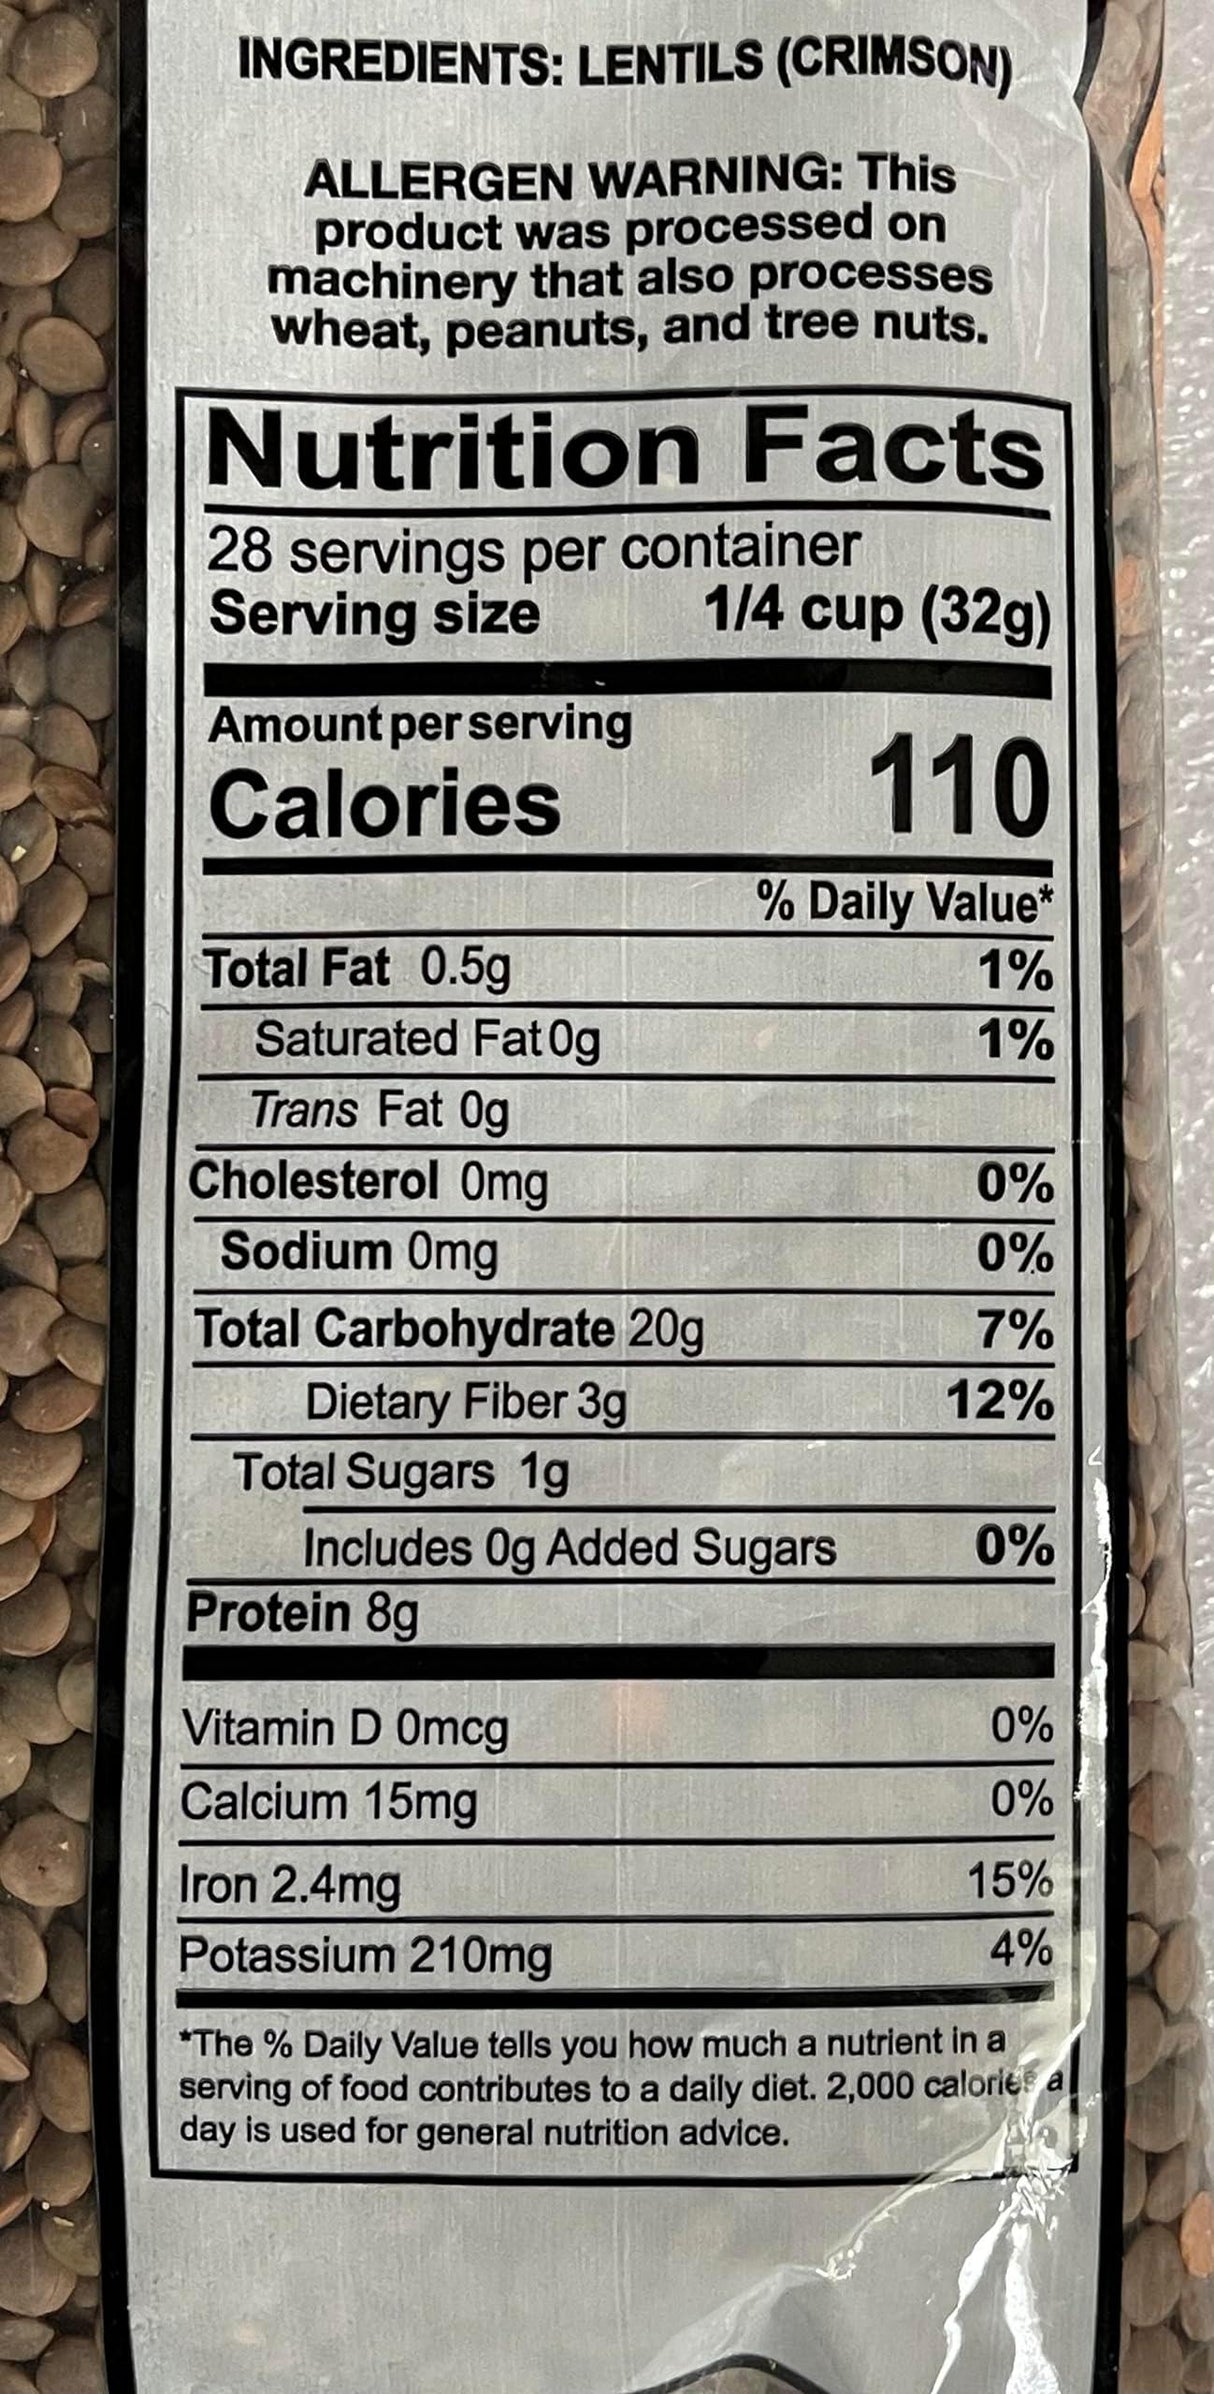 INGREDIENTS: LENTILS (CRIMSON)
ALLERGEN WARNING: This
product was processed on
machinery that also processes
wheat, peanuts, and tree nuts.
Nutrition Facts
28 servings per container
Serving size 1/4 cup (32g)
Amount per serving
Calories 110
% Daily Value*
Total Fat 0.5g 1%
Saturated Fat 0g 1%
Trans Fat 0g
Cholesterol 0mg 0%
Sodium 0mg 0%
Total Carbohydrate 20g 7%
Dietary Fiber 3g 12%
Total Sugars 1g
Includes 0g Added Sugars 0%
Protein 8g
Vitamin D 0mcg 0%
Calcium 15mg 0%
Iron 2.4mg 15%
Potassium 210mg 4%
*The % Daily Value tells you how much a nutrient in a
serving of food contributes to a daily diet. 2,000 calories a
day is used for general nutrition advice.